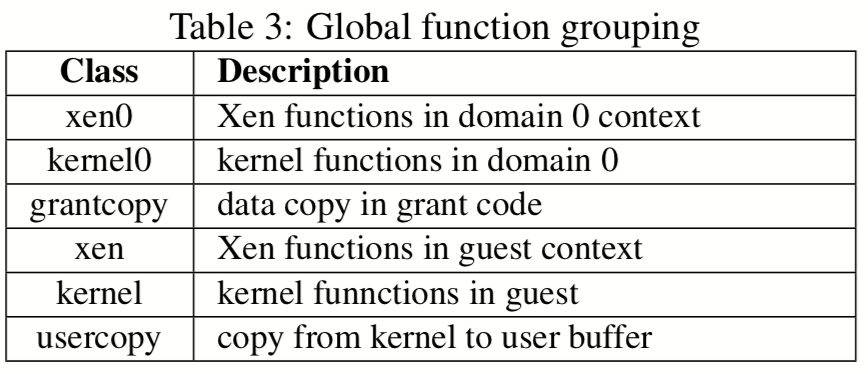 Table 3: Global function grouping
Class Description
xen0 Xen functions in domain 0 context
kernel0 kernel functions in domain 0
grantcopy data copy in grant code
xen Xen functions in guest context
kernel kernel funnctions in guest
usercopy copy from kernel to user buffer